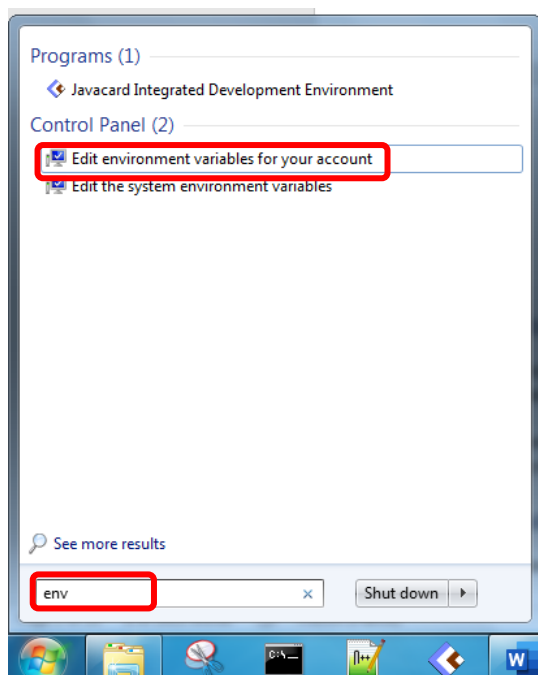 Programs (1)
Javacard Integrated Development Environment
Control Panel (2)
Edit environment variables for your account
Edit the system environment variables
See more results
env
Shut down
C:\_
n++
W